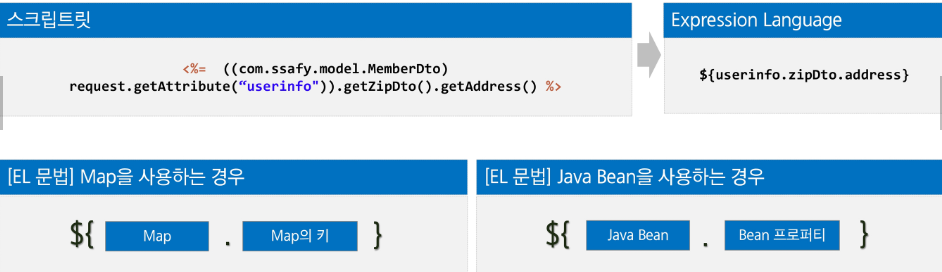 스크립트릿
<%=  ((com.ssafy.model.MemberDto)
request.getAttribute(“userinfo")).getZipDto().getAddress() %>
Expression Language
${userinfo.zipDto.address}
[EL 문법] Map을 사용하는 경우
${ Map . Map의 키 }
[EL 문법] Java Bean을 사용하는 경우
${ Java Bean . Bean 프로퍼티 }